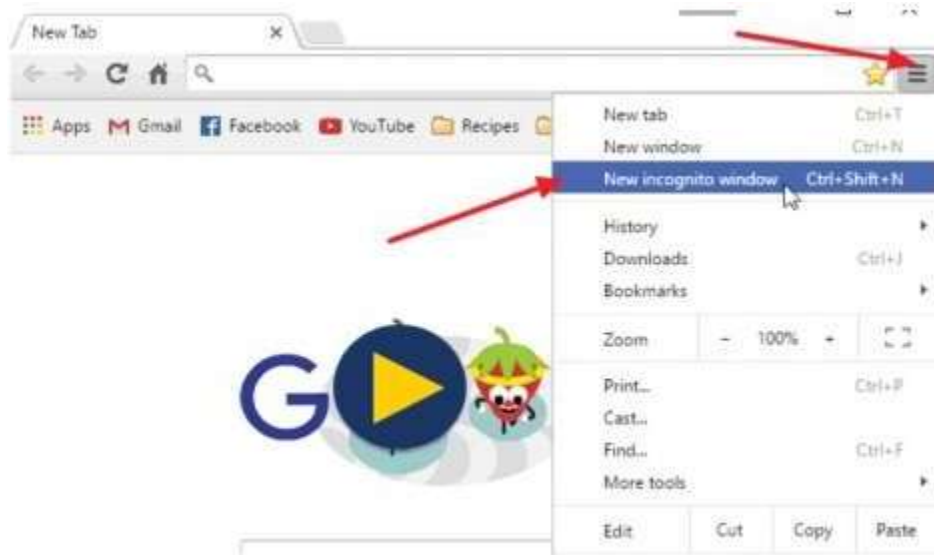 New Tab
Apps Gmail Facebook YouTube Recipes
New tab Ctrl+T
New window Ctrl+N
New incognito window Ctrl+Shift+N
History
Downloads Ctrl+J
Bookmarks
Zoom - 100% +
Print... Ctrl+P
Cast...
Find... Ctrl+F
More tools
Edit Cut Copy Paste
G